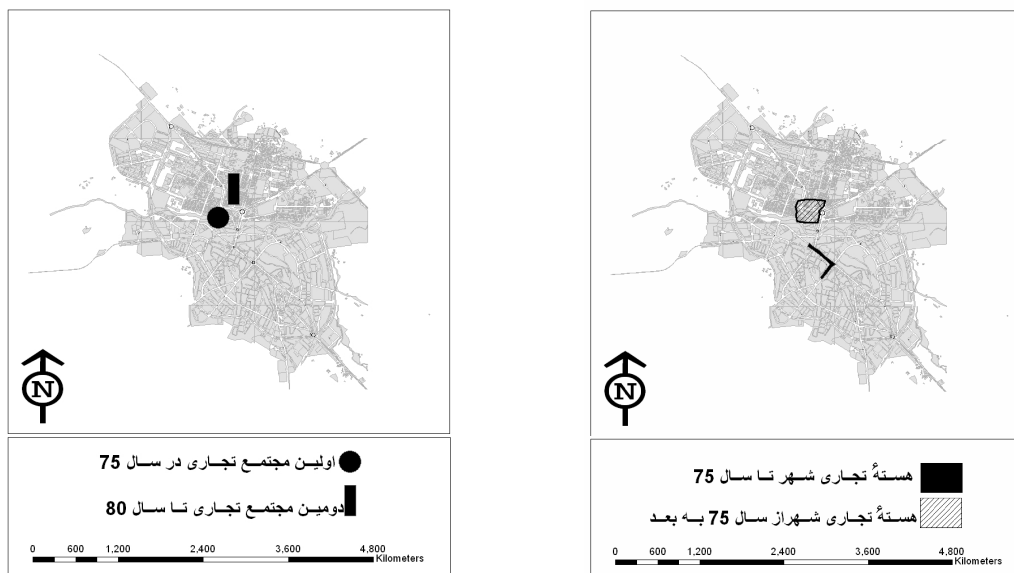 N
اولین مجتمع تجاری در سال 75
دومین مجتمع تجاری تا سال 80
0 600 1,200 2,400 3,600 4,800
Kilometers
N
هستهٔ تجاری شهر تا سال 75
هستهٔ تجاری شهراز سال 75 به بعد
0 600 1,200 2,400 3,600 4,800
Kilometers